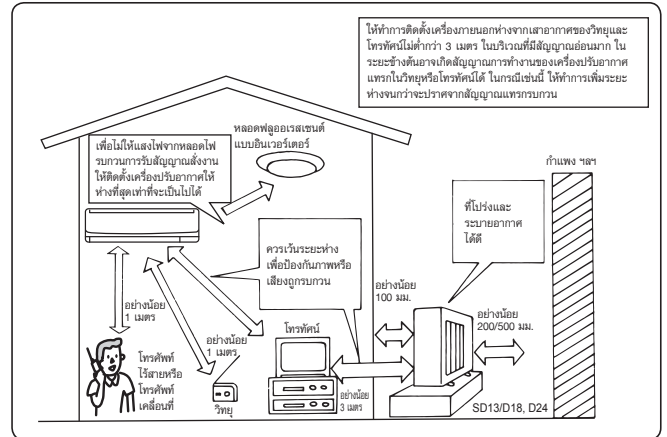 ให้ทำการติดตั้งเครื่องภายนอกห่างจากเสาอากาศของวิทยุและ
โทรทัศน์ไม่ต่ำกว่า 3 เมตร ในบริเวณที่มีสัญญาณอ่อนมาก ใน
ระยะข้างต้นอาจเกิดสัญญาณการทำงานของเครื่องปรับอากาศ
แทรกในวิทยุหรือโทรทัศน์ได้ ในกรณีเช่นนี้ ให้ทำการเพิ่มระยะ
ห่างจนกว่าจะปราศจากสัญญาณแทรกรบกวน
หลอดฟลูออเรสเซนต์
แบบอินเวอร์เตอร์
เพื่อไม่ให้แสงไฟจากหลอดไฟ
รบกวนการรับสัญญาณสั่งงาน
ให้ติดตั้งเครื่องปรับอากาศให้
ห่างที่สุดเท่าที่จะเป็นไปได้
กำแพง ฯลฯ
ที่โปร่งและ
ระบายอากาศ
ได้ดี
ควรเว้นระยะห่าง
เพื่อป้องกันภาพหรือ
เสียงถูกรบกวน
อย่างน้อย
100 มม.
อย่างน้อย
200/500 มม.
อย่างน้อย
1 เมตร
อย่างน้อย
1 เมตร
โทรทัศน์
โทรศัพท์
ไร้สายหรือ
โทรศัพท์
เคลื่อนที่
วิทยุ
อย่างน้อย
3 เมตร
SD13/D18, D24